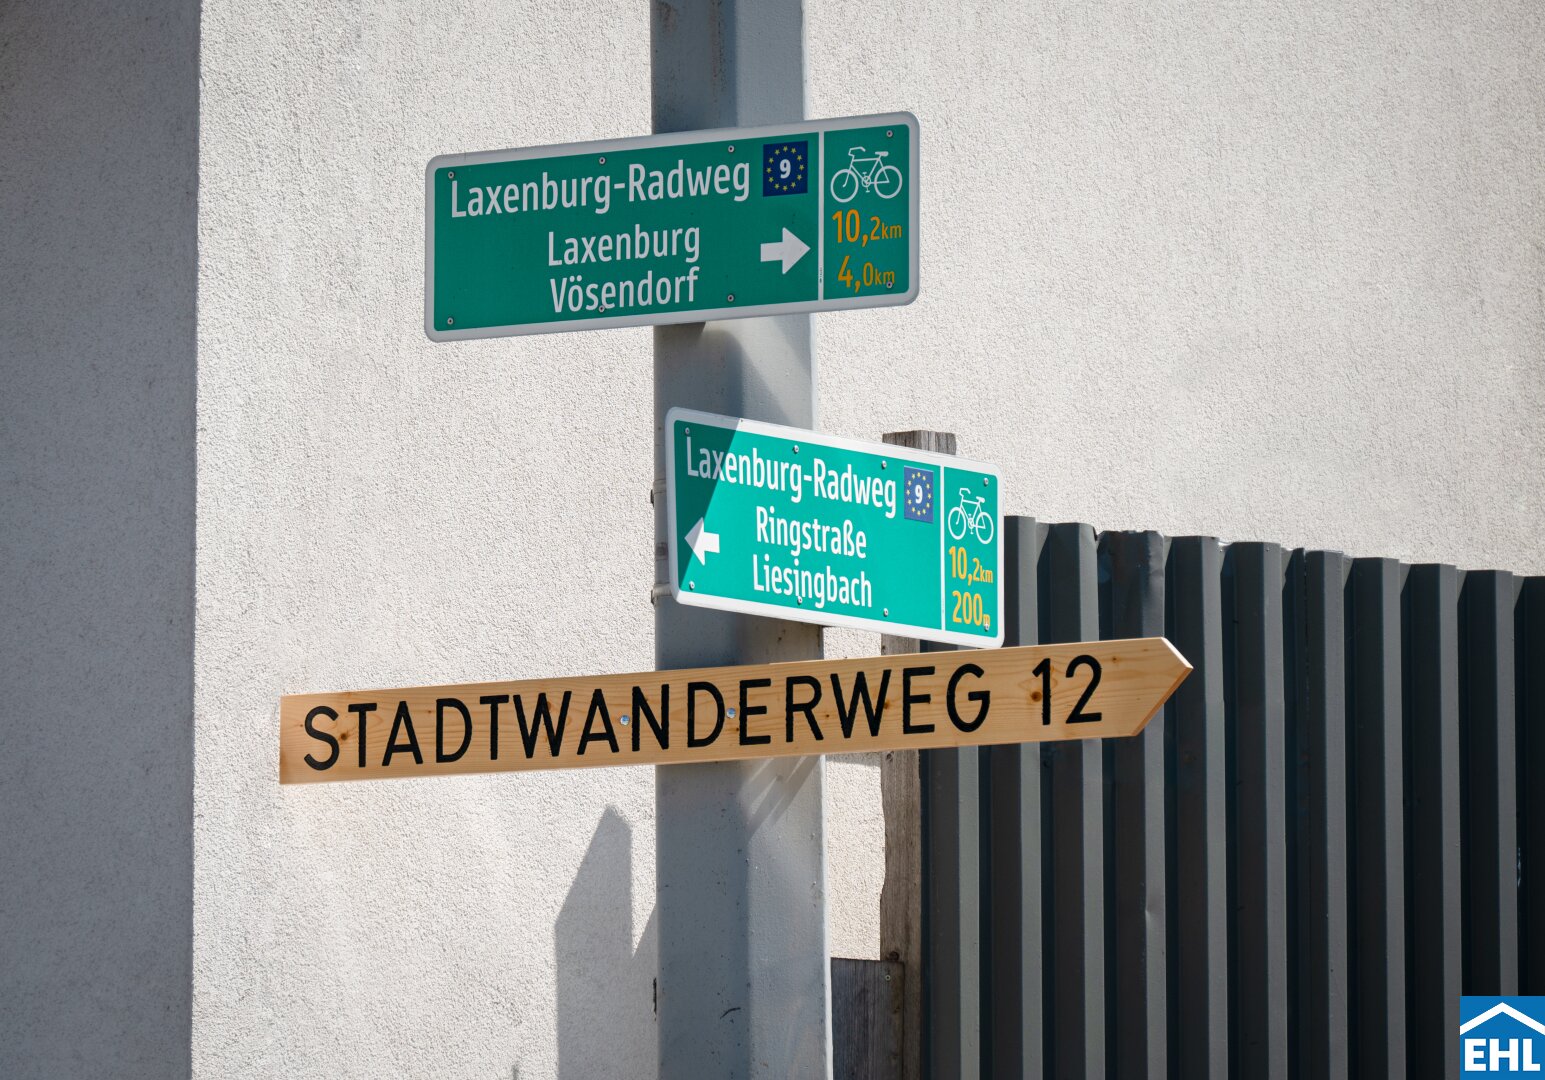 Laxenburg-Radweg 9
Laxenburg 10,2km
Vösendorf 4,0km
Laxenburg-Radweg 9
Ringstraße 10,2km
Liesingbach 200m
STADTWANDERWEG 12
EHL